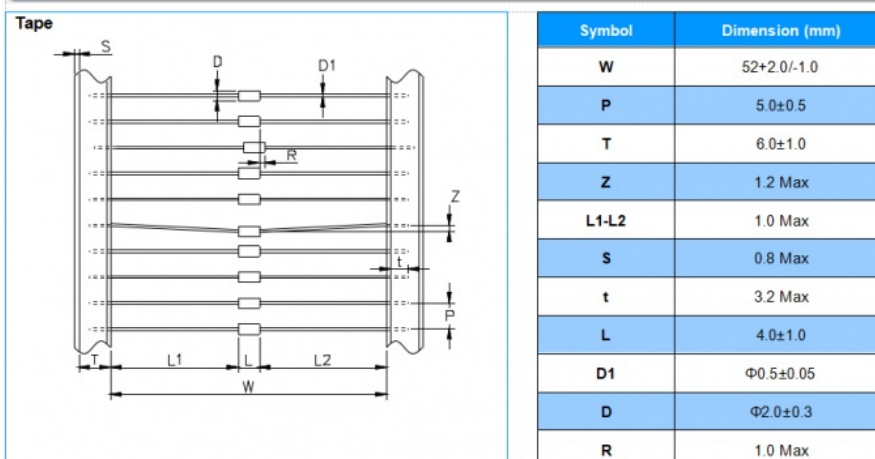 Tape
S
D
D1
R
Z
t
P
T L1 L L2
W
Symbol Dimension (mm)
W 52+2.0/-1.0
P 5.0±0.5
T 6.0±1.0
Z 1.2 Max
L1-L2 1.0 Max
S 0.8 Max
t 3.2 Max
L 4.0±1.0
D1 Φ0.5±0.05
D Φ2.0±0.3
R 1.0 Max